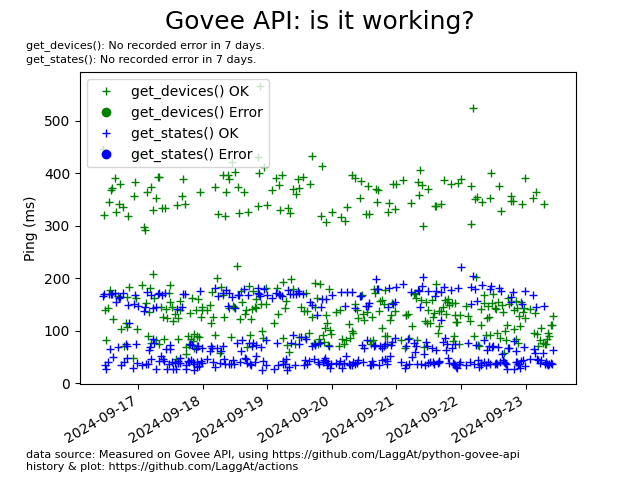 Govee API: is it working?
get_devices(): No recorded error in 7 days.
get_states(): No recorded error in 7 days.
get_devices() OK
get_devices() Error
get_states() OK
get_states() Error
Ping (ms)
500
400
300
200
100
0
2024-09-17
2024-09-18
2024-09-19
2024-09-20
2024-09-21
2024-09-22
2024-09-23
data source: Measured on Govee API, using https://github.com/LaggAt/python-govee-api
history & plot: https://github.com/LaggAt/actions